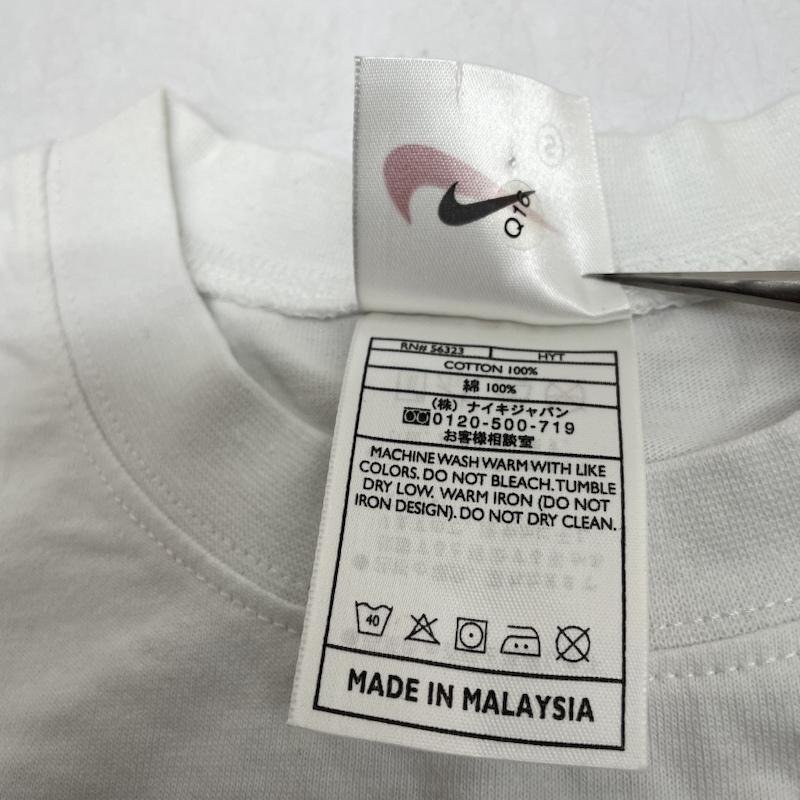 Q16
RN# 56323 HYT
COTTON 100%
綿 100%
(株) ナイキジャパン
0120-500-719
お客様相談室
MACHINE WASH WARM WITH LIKE
COLORS. DO NOT BLEACH. TUMBLE
DRY LOW. WARM IRON (DO NOT
IRON DESIGN). DO NOT DRY CLEAN.
40
MADE IN MALAYSIA